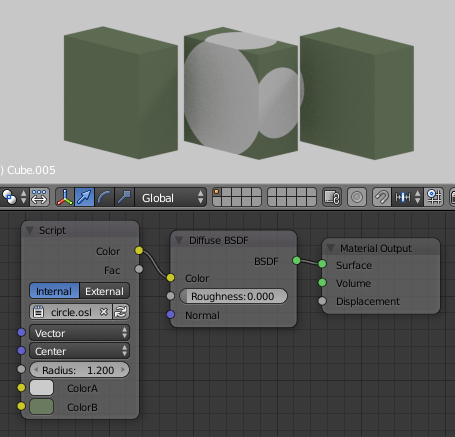 ) Cube.005
Global
Script
Color
Fac
Internal External
circle.osl
Vector
Center
Radius: 1.200
ColorA
ColorB
Diffuse BSDF
BSDF
Color
Roughness:0.000
Normal
Material Output
Surface
Volume
Displacement